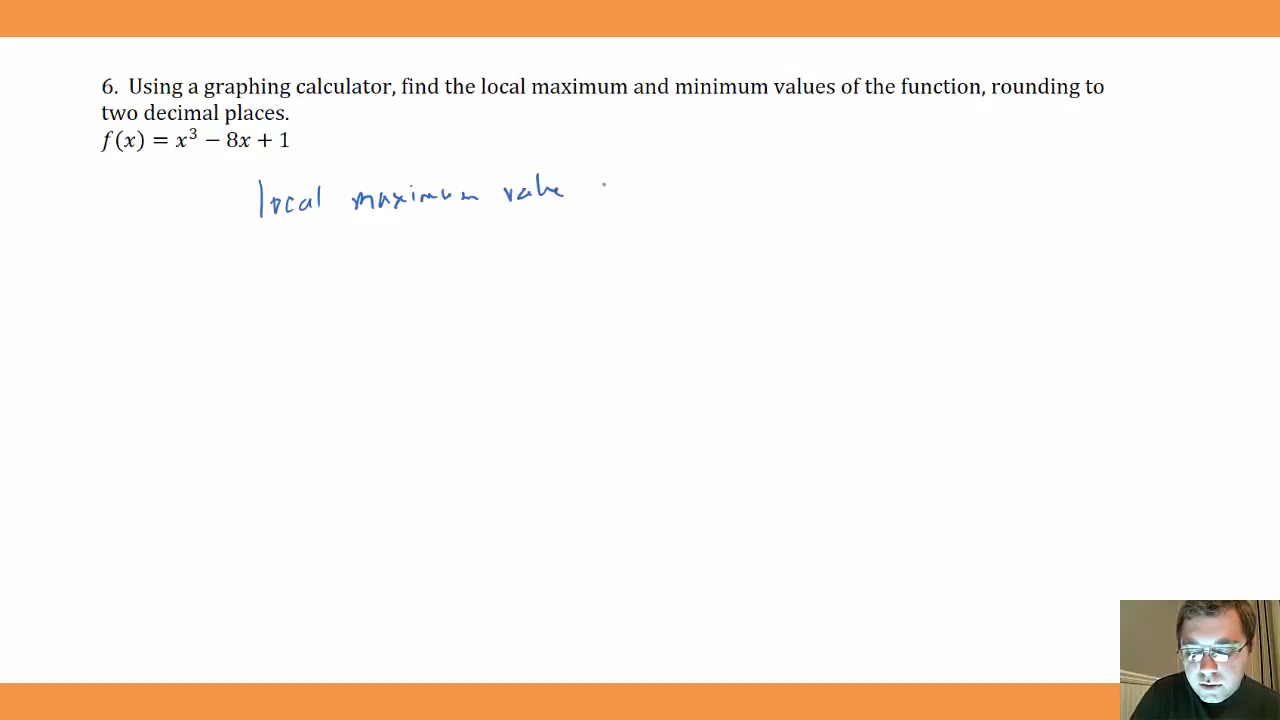 6. Using a graphing calculator, find the local maximum and minimum values of the function, rounding to
two decimal places.
f(x) = x³ − 8x + 1
local maximum value